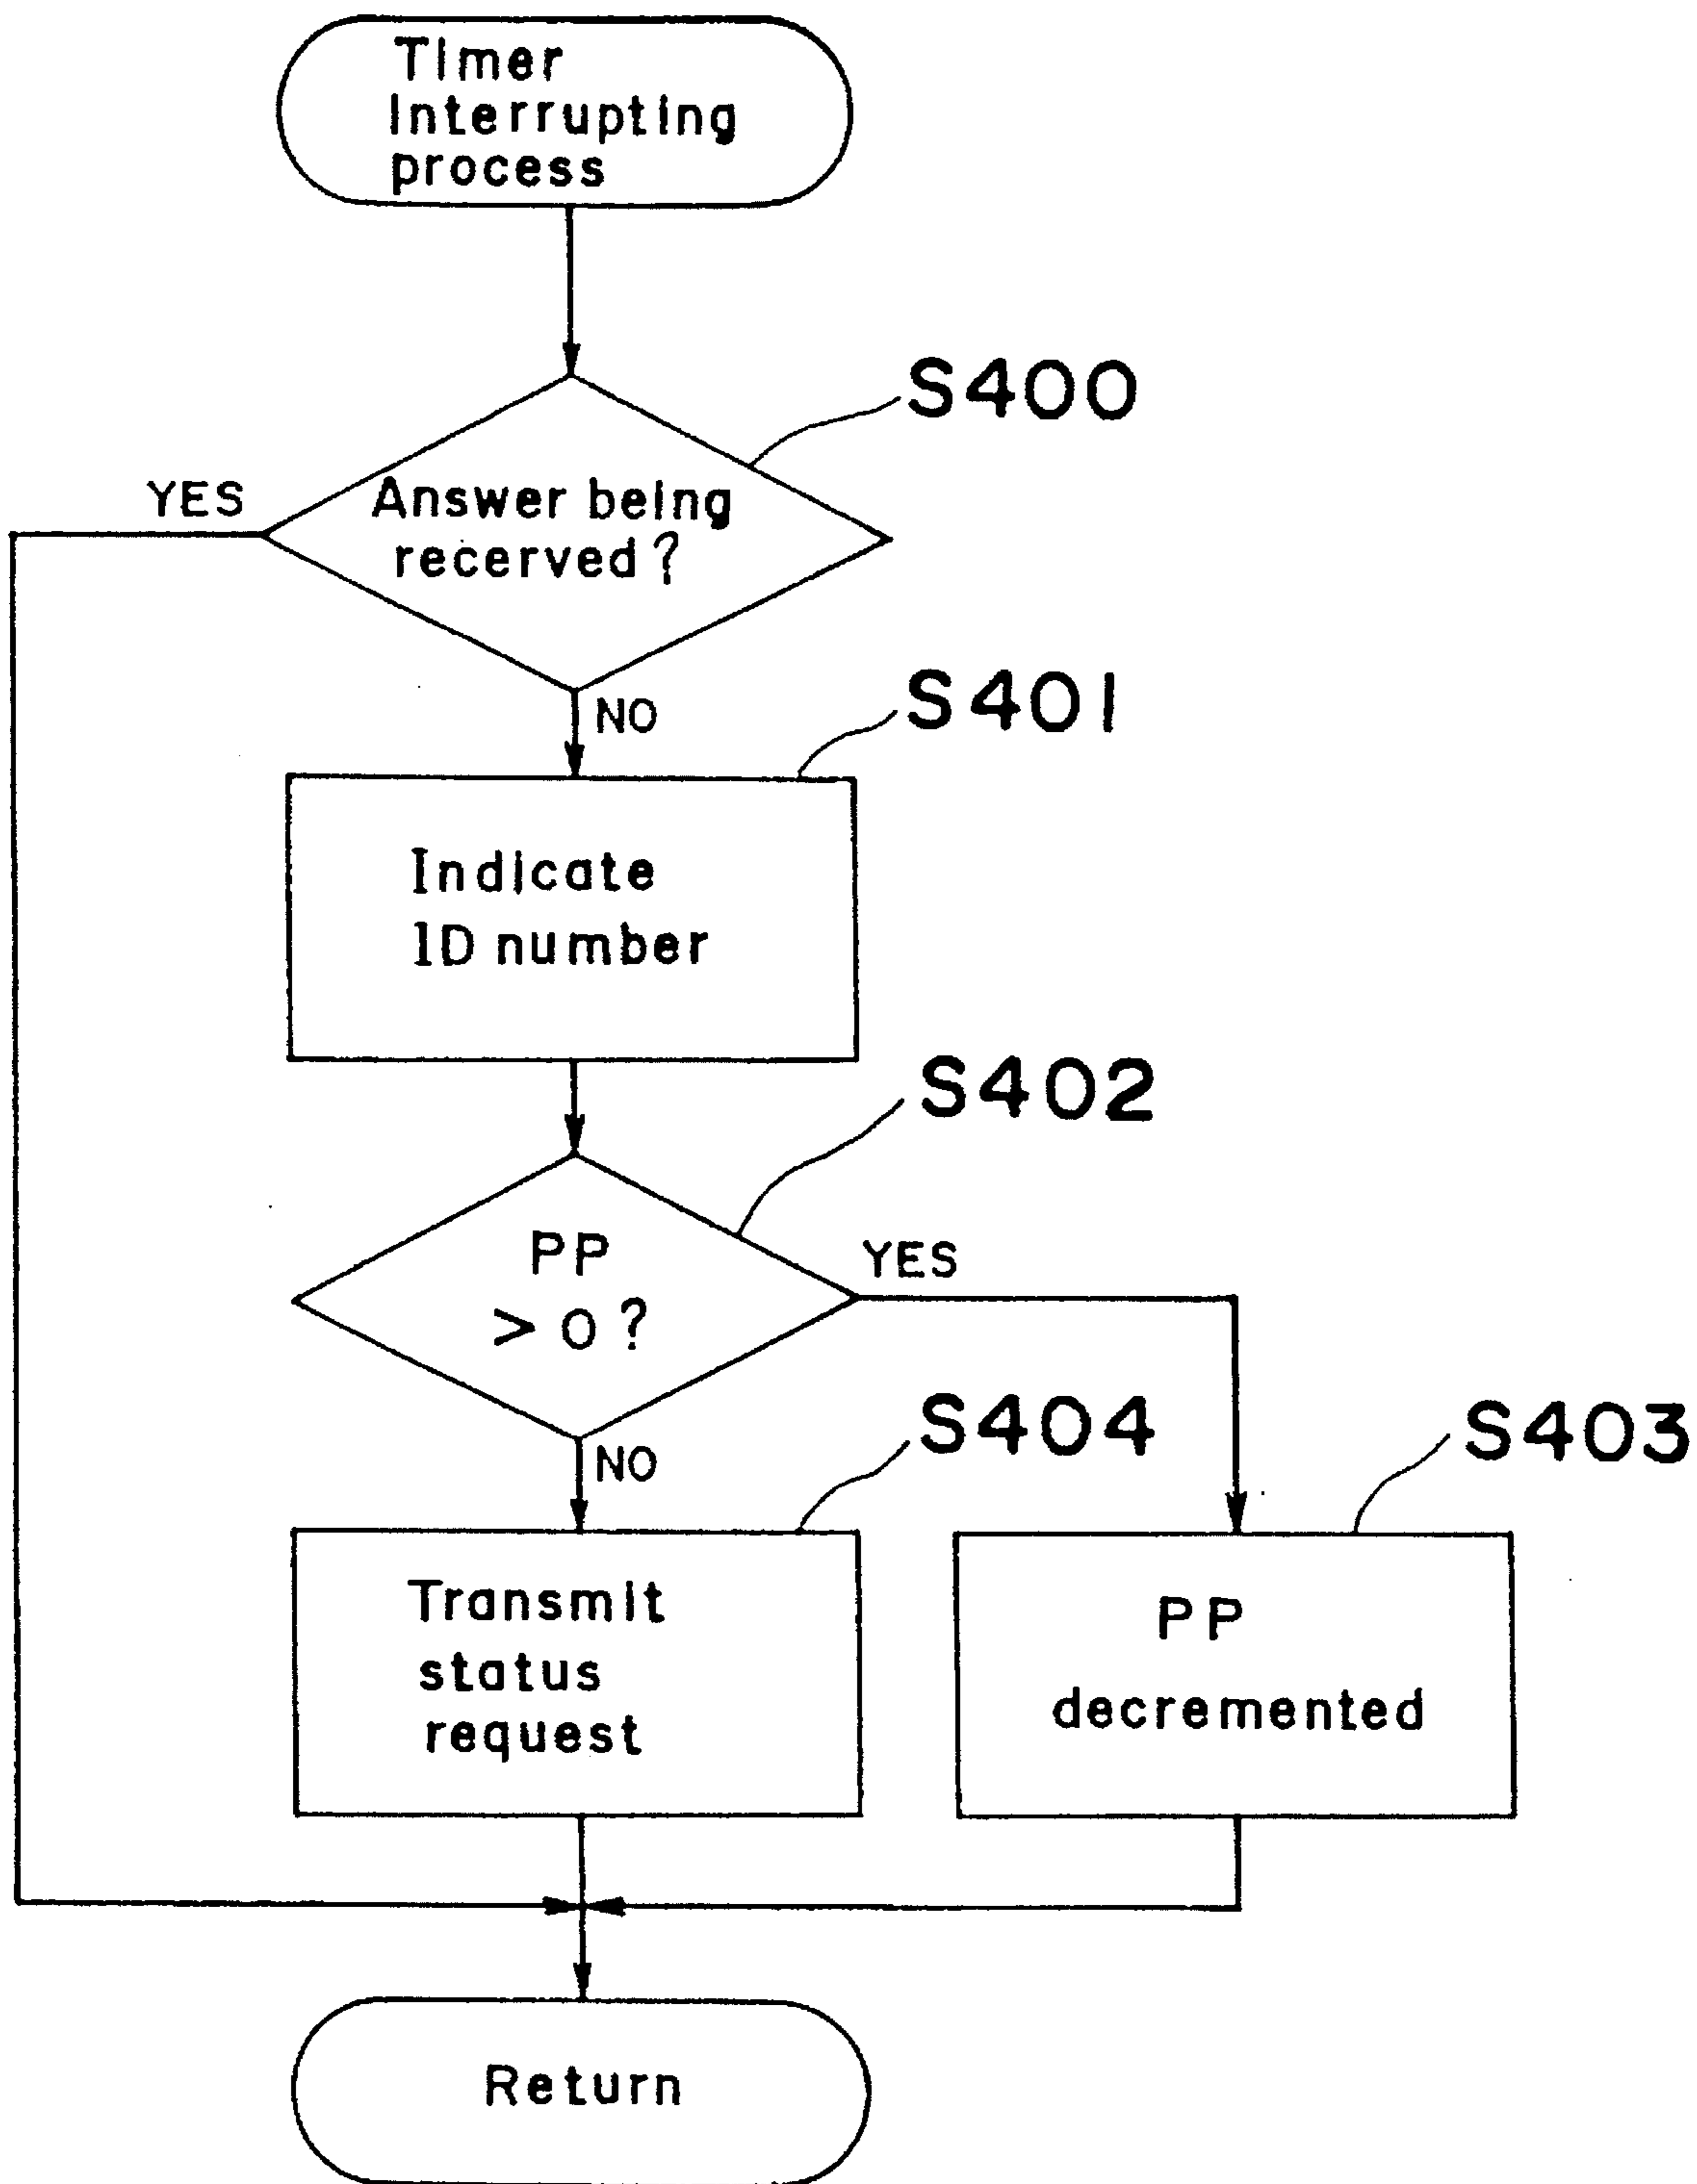 Timer
Interrupting
process
S400
YES
Answer being
recerved?
NO
S401
Indicate
ID number
S402
PP
> 0 ?
YES
NO
S404
S403
Transmit
status
request
PP
decremented
Return